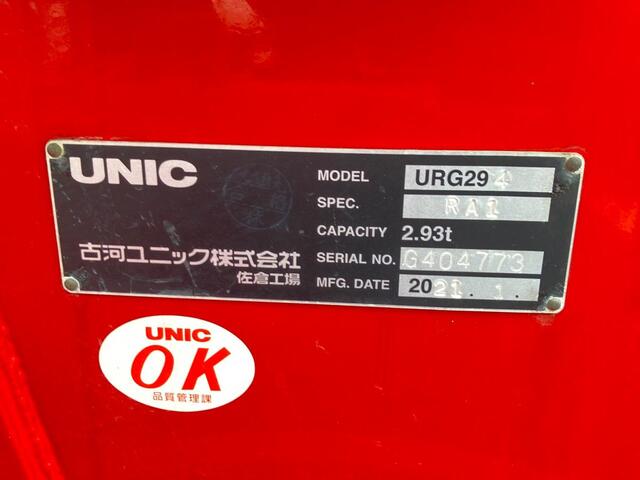 UNIC
MODEL URG294
SPEC. RA1
CAPACITY 2.93t
古河ユニック株式会社
SERIAL NO. G404773
佐倉工場
MFG. DATE 2021. 1.
UNIC
OK
品質管理課